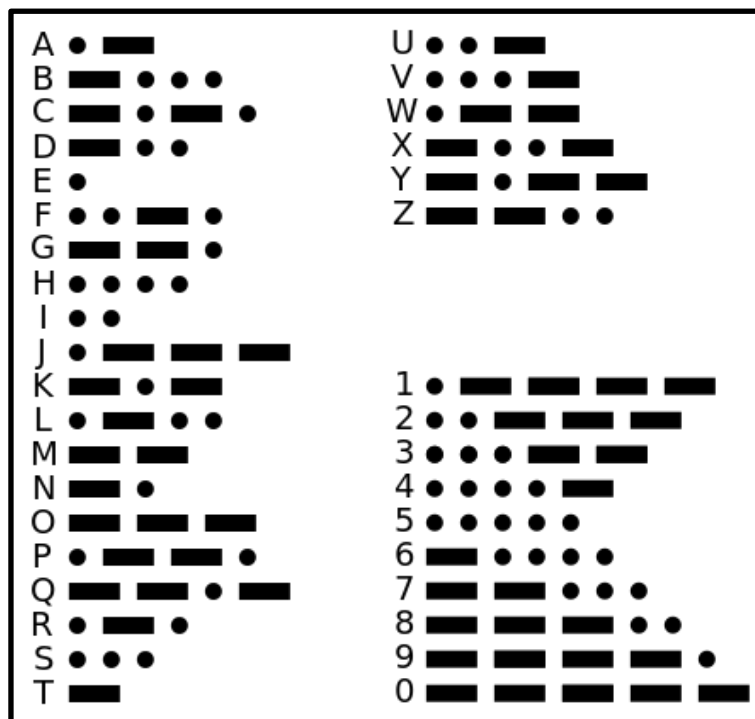 A ● ▬
B ▬ ● ● ●
C ▬ ● ▬ ●
D ▬ ● ●
E ●
F ● ● ▬ ●
G ▬ ▬ ●
H ● ● ● ●
I ● ●
J ● ▬ ▬ ▬
K ▬ ● ▬
L ● ▬ ● ●
M ▬ ▬
N ▬ ●
O ▬ ▬ ▬
P ● ▬ ▬ ●
Q ▬ ▬ ● ▬
R ● ▬ ●
S ● ● ●
T ▬
U ● ● ▬
V ● ● ● ▬
W ● ▬ ▬
X ▬ ● ● ▬
Y ▬ ● ▬ ▬
Z ▬ ▬ ● ●
1 ● ▬ ▬ ▬ ▬
2 ● ● ▬ ▬ ▬
3 ● ● ● ▬ ▬
4 ● ● ● ● ▬
5 ● ● ● ● ●
6 ▬ ● ● ● ●
7 ▬ ▬ ● ● ●
8 ▬ ▬ ▬ ● ●
9 ▬ ▬ ▬ ▬ ●
0 ▬ ▬ ▬ ▬ ▬